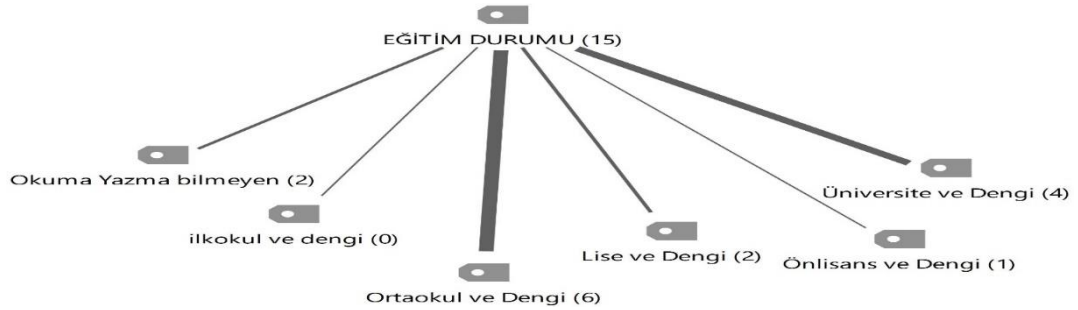 EĞİTİM DURUMU (15)
Okuma Yazma bilmeyen (2)
ilkokul ve dengi (0)
Ortaokul ve Dengi (6)
Lise ve Dengi (2)
Önlisans ve Dengi (1)
Üniversite ve Dengi (4)